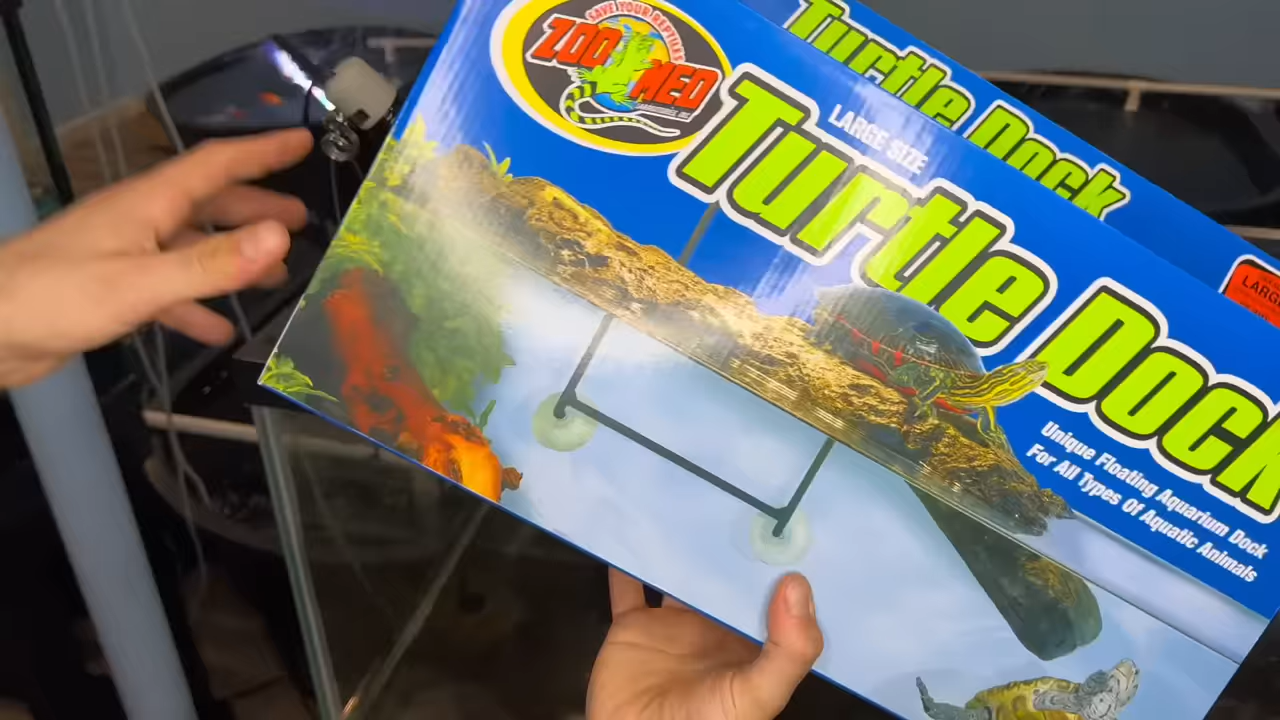 SAVE YOUR REPTILES
ZOO MED
Turtle Dock
LARGE SIZE
Turtle Dock
LARG
Unique Floating Aquarium Dock
For All Types Of Aquatic Animals